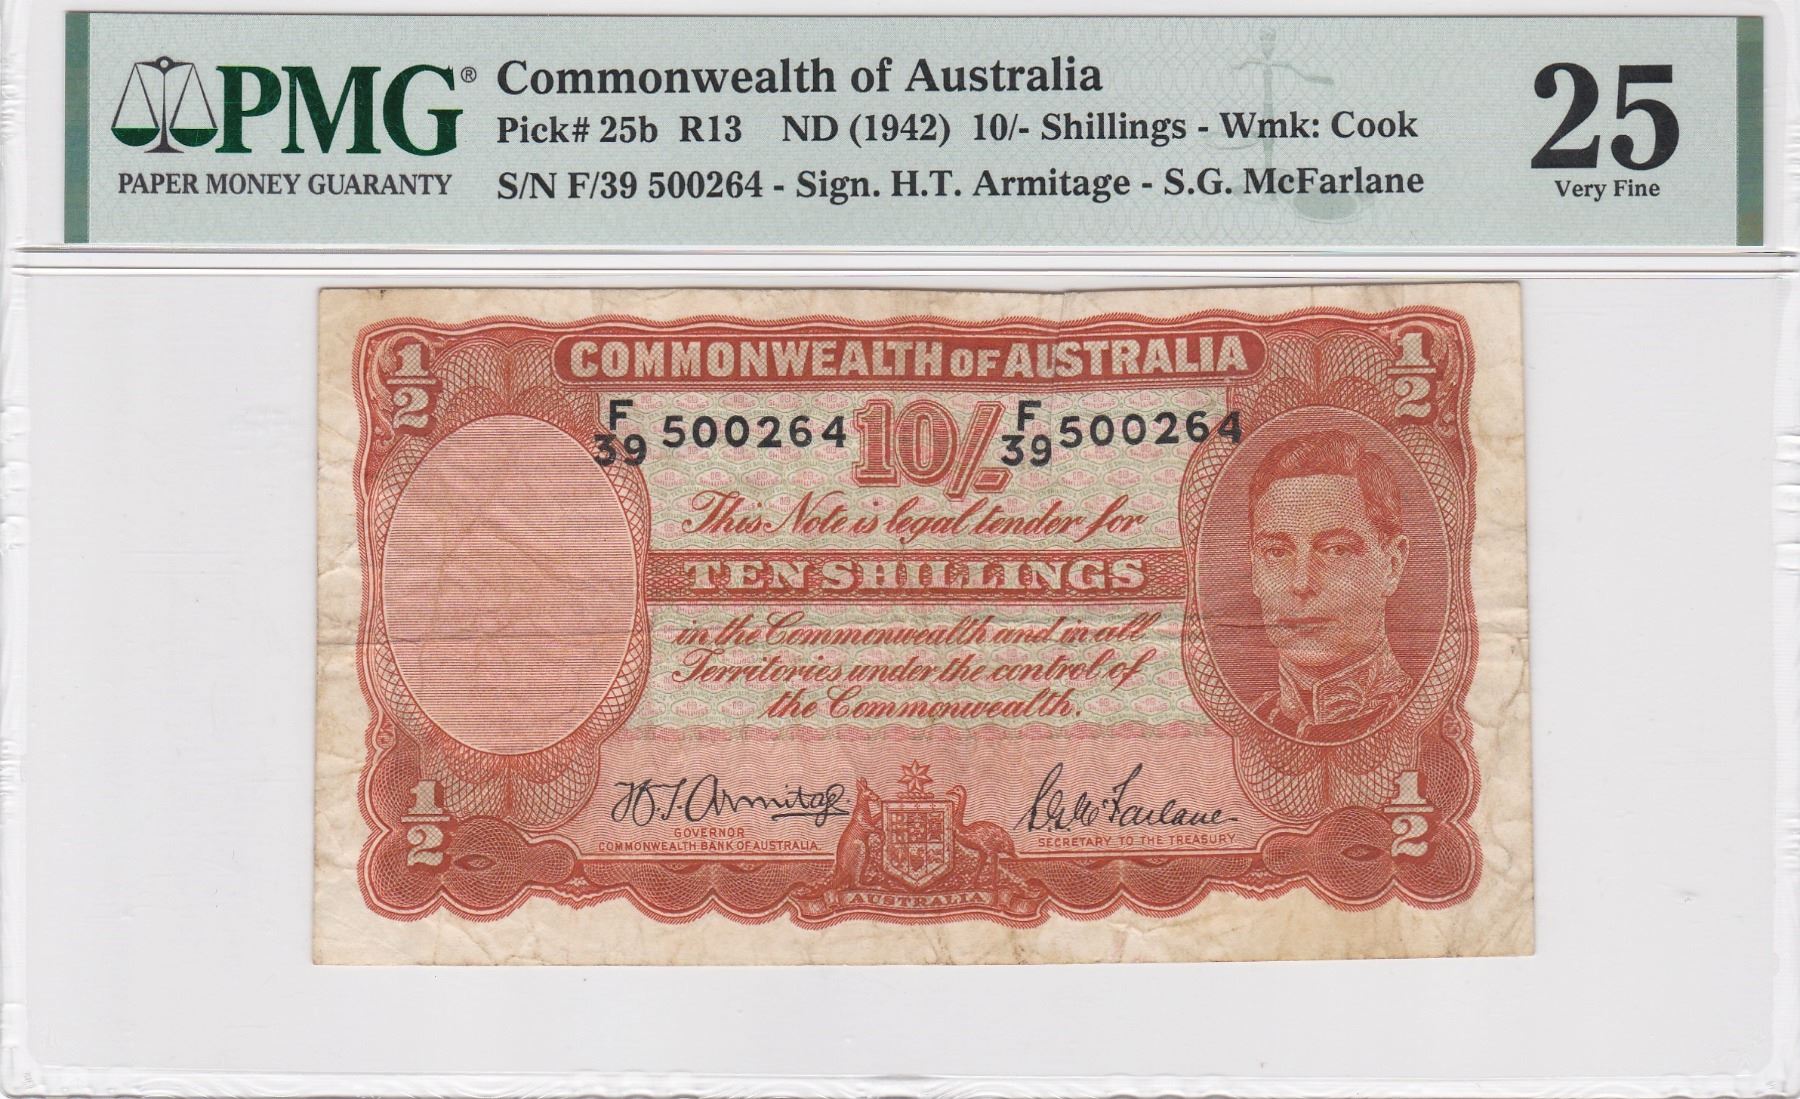 PMG®
PAPER MONEY GUARANTY
Commonwealth of Australia
Pick# 25b R13 ND (1942) 10/- Shillings - Wmk: Cook
S/N F/39 500264 - Sign. H.T. Armitage - S.G. McFarlane
25
Very Fine
1/2
COMMONWEALTH OF AUSTRALIA
1/2
F/39 500264
10/-
F/39 500264
This Note is legal tender for
TEN SHILLINGS
in the Commonwealth and in all
Territories under the control of
the Commonwealth.
H.T. Armitage
GOVERNOR
COMMONWEALTH BANK OF AUSTRALIA.
S.G. McFarlane
SECRETARY TO THE TREASURY
1/2
1/2
AUSTRALIA